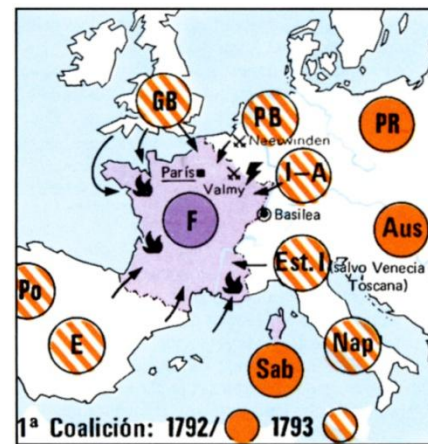 GB
PB
PR
Neerwinden
París
Valmy
I-A
F
Basilea
Aus
Est. I
(salvo Venecia
Toscana)
Po
E
Sab
Nap
1ª Coalición: 1792/ 1793